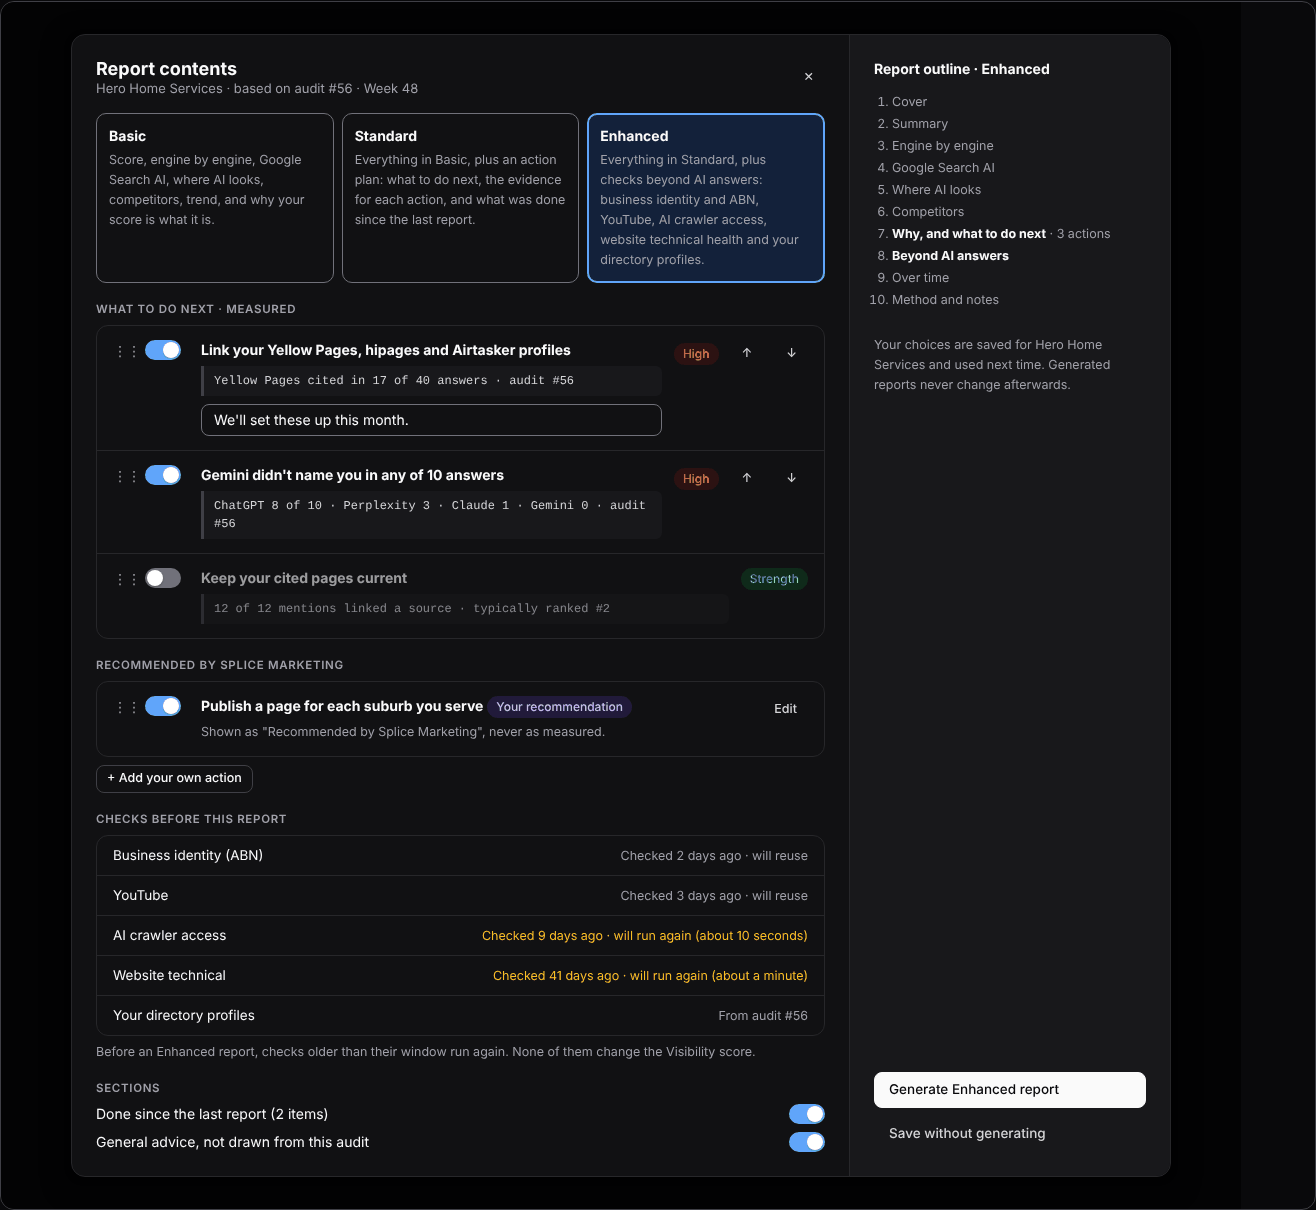 Report contents
Hero Home Services · based on audit #56 · Week 48
×
Basic
Score, engine by engine, Google
Search AI, where AI looks,
competitors, trend, and why your
score is what it is.
Standard
Everything in Basic, plus an action
plan: what to do next, the evidence
for each action, and what was done
since the last report.
Enhanced
Everything in Standard, plus
checks beyond AI answers:
business identity and ABN,
YouTube, AI crawler access,
website technical health and your
directory profiles.
WHAT TO DO NEXT · MEASURED
Link your Yellow Pages, hipages and Airtasker profiles
High ↑ ↓
Yellow Pages cited in 17 of 40 answers · audit #56
We'll set these up this month.
Gemini didn't name you in any of 10 answers
High ↑ ↓
ChatGPT 8 of 10 · Perplexity 3 · Claude 1 · Gemini 0 · audit
#56
Keep your cited pages current
Strength
12 of 12 mentions linked a source · typically ranked #2
RECOMMENDED BY SPLICE MARKETING
Publish a page for each suburb you serve Your recommendation
Edit
Shown as "Recommended by Splice Marketing", never as measured.
+ Add your own action
CHECKS BEFORE THIS REPORT
Business identity (ABN) Checked 2 days ago · will reuse
YouTube Checked 3 days ago · will reuse
AI crawler access Checked 9 days ago · will run again (about 10 seconds)
Website technical Checked 41 days ago · will run again (about a minute)
Your directory profiles From audit #56
Before an Enhanced report, checks older than their window run again. None of them change the Visibility score.
SECTIONS
Done since the last report (2 items)
General advice, not drawn from this audit
Report outline · Enhanced
1. Cover
2. Summary
3. Engine by engine
4. Google Search AI
5. Where AI looks
6. Competitors
7. Why, and what to do next · 3 actions
8. Beyond AI answers
9. Over time
10. Method and notes
Your choices are saved for Hero Home
Services and used next time. Generated
reports never change afterwards.
Generate Enhanced report
Save without generating